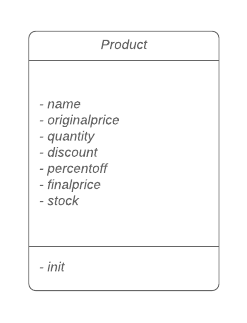 Product
- name
- originalprice
- quantity
- discount
- percentoff
- finalprice
- stock
- init